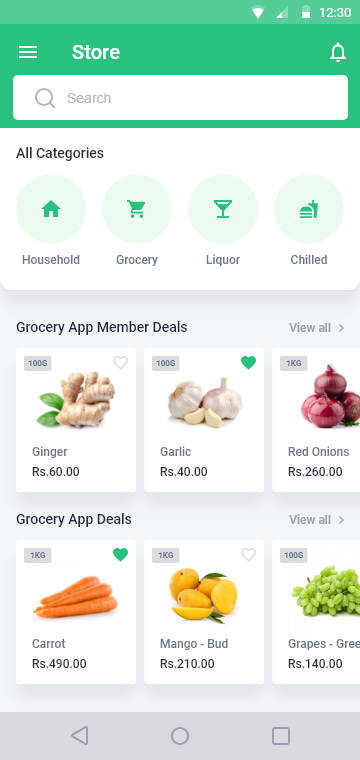 12:30
Store
Search
All Categories
Household Grocery Liquor Chilled
Grocery App Member Deals View all
100G 100G 1KG
Ginger Garlic Red Onions
Rs.60.00 Rs.40.00 Rs.260.00
Grocery App Deals View all
1KG 1KG 100G
Carrot Mango - Bud Grapes - Gree
Rs.490.00 Rs.210.00 Rs.140.00